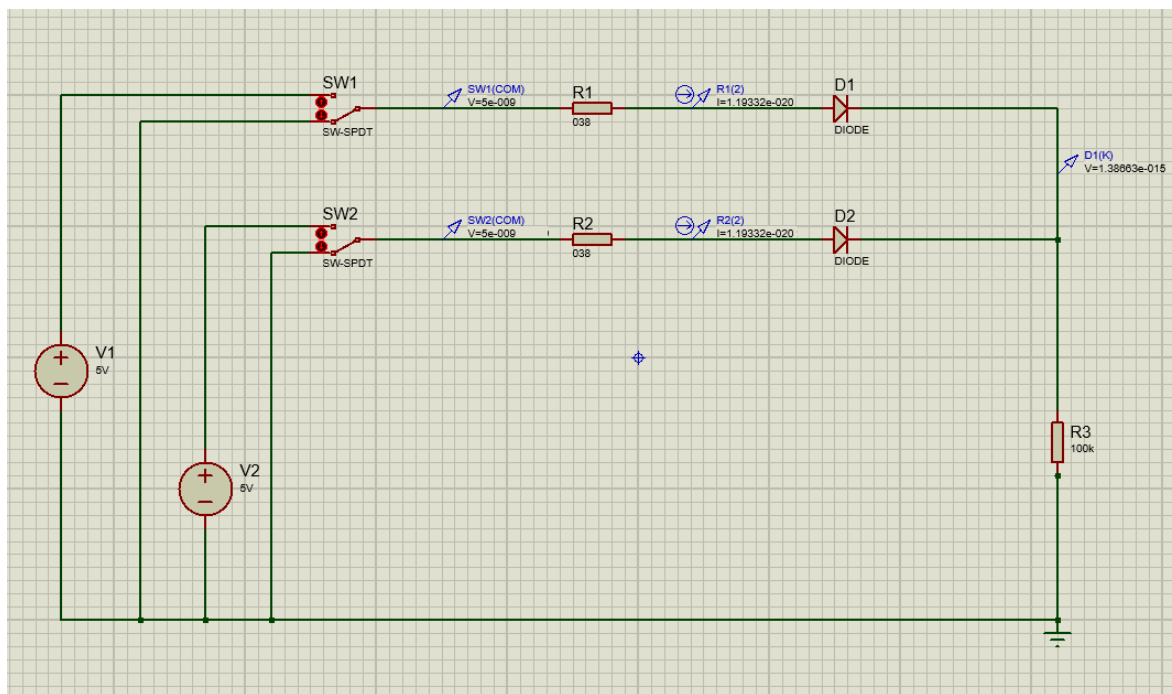 SW1
SW-SPDT
SW1(COM)
V=5e-009
R1
038
R1(2)
I=1.19332e-020
D1
DIODE
D1(K)
V=1.38663e-015
SW2
SW-SPDT
SW2(COM)
V=5e-009
R2
038
R2(2)
I=1.19332e-020
D2
DIODE
V1
5V
V2
5V
R3
100k